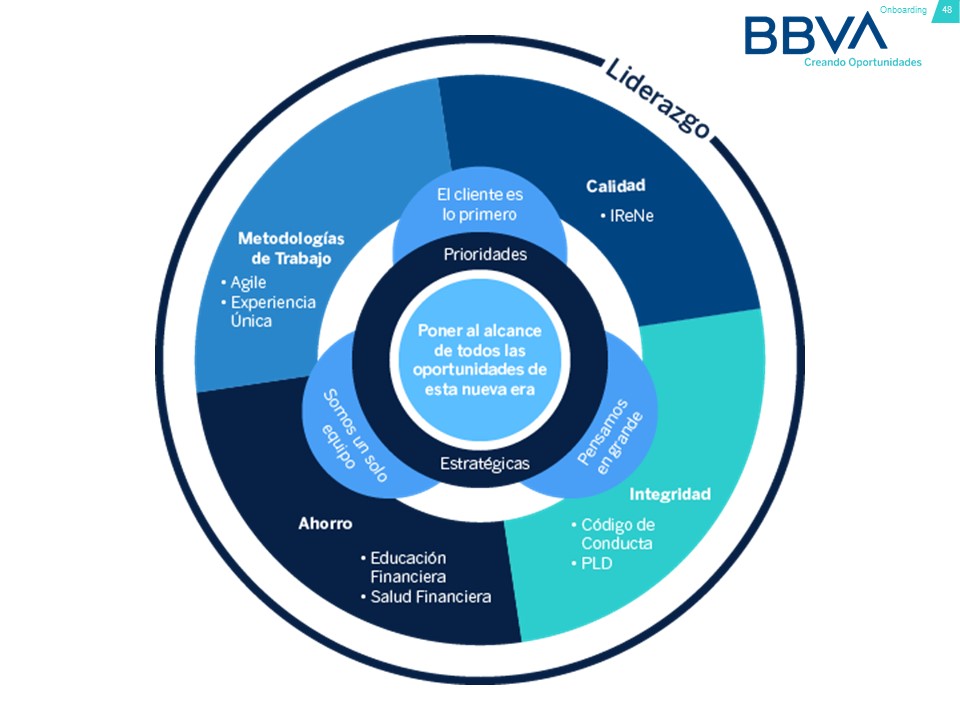 Onboarding 48
BBVA
Creando Oportunidades
Liderazgo
Calidad
• IReNe
El cliente es
lo primero
Metodologías
de Trabajo
• Agile
• Experiencia
Única
Prioridades
Poner al alcance
de todos las
oportunidades de
esta nueva era
Estratégicas
Somos un solo
equipo
Pensamos
en grande
Integridad
• Código de
Conducta
• PLD
Ahorro
• Educación
Financiera
• Salud Financiera